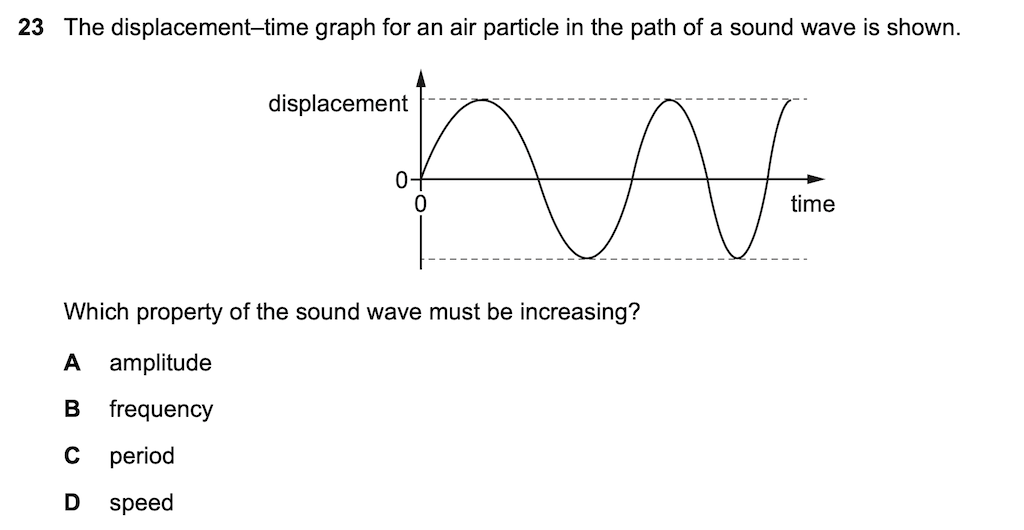 23 The displacement–time graph for an air particle in the path of a sound wave is shown.
displacement
0
0
time
Which property of the sound wave must be increasing?
A amplitude
B frequency
C period
D speed